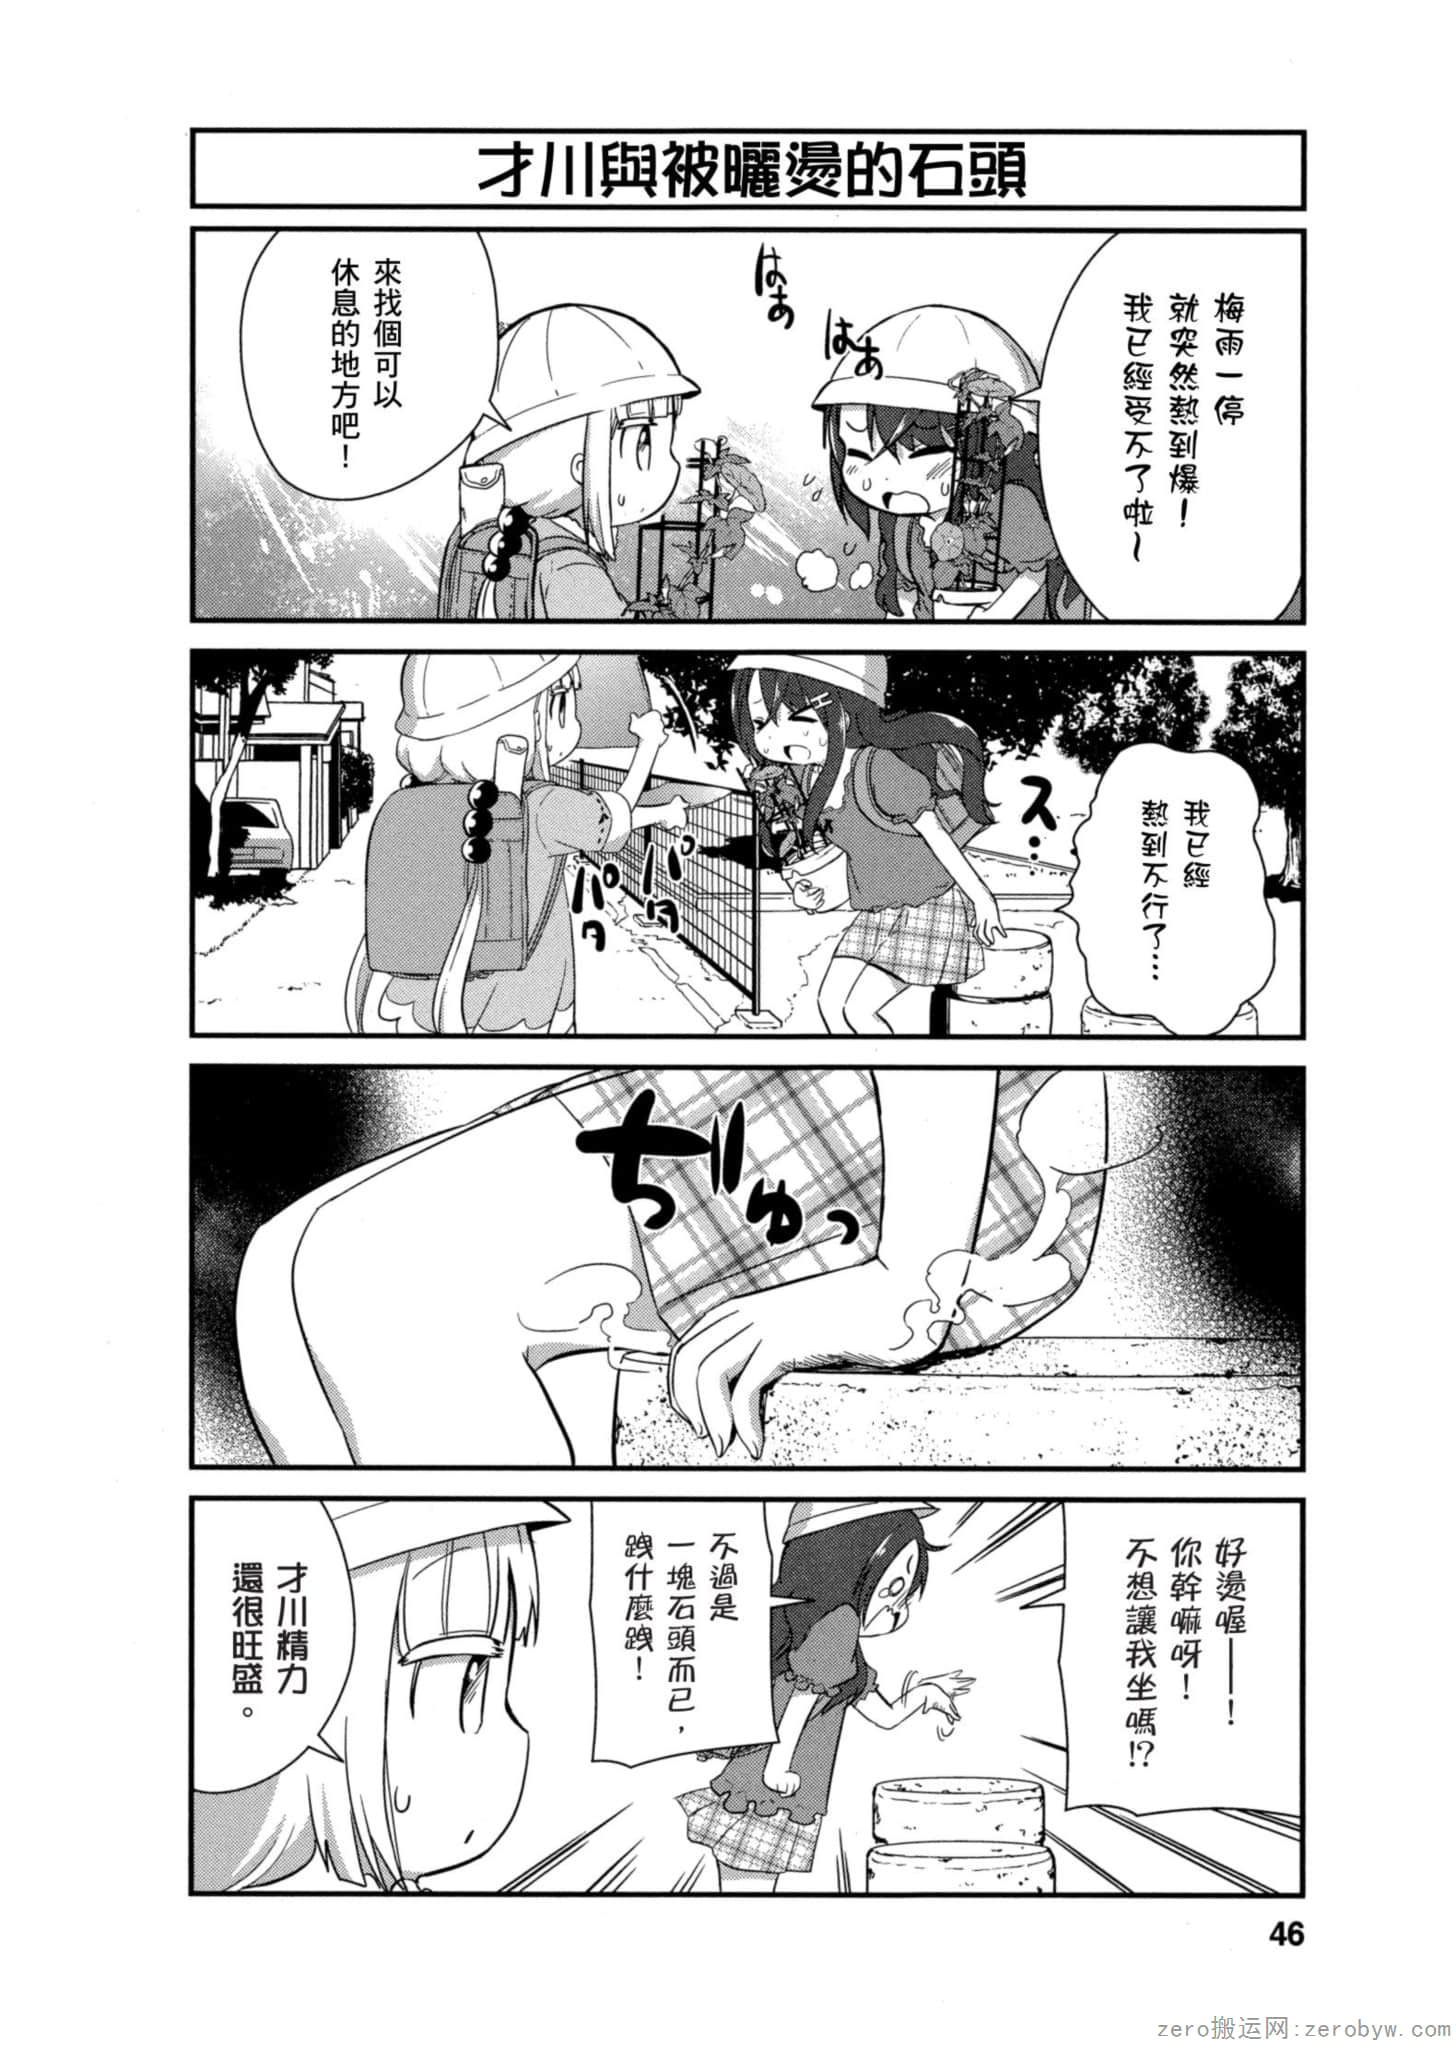 才川與被曬燙的石頭
梅雨一停
就突然熱到爆！
我已經受不了啦～
はぁ
はぁ
來找個可以
休息的地方吧！
我已經
熱到不行了……
ス…
パタ
パタ
ぢゅっ
好燙喔——！
你幹嘛呀！
不想讓我坐嗎！？
不過是
一塊石頭而已，
跩什麼跩！
才川精力
還很旺盛。
46
zero搬运网:zerobyw.com